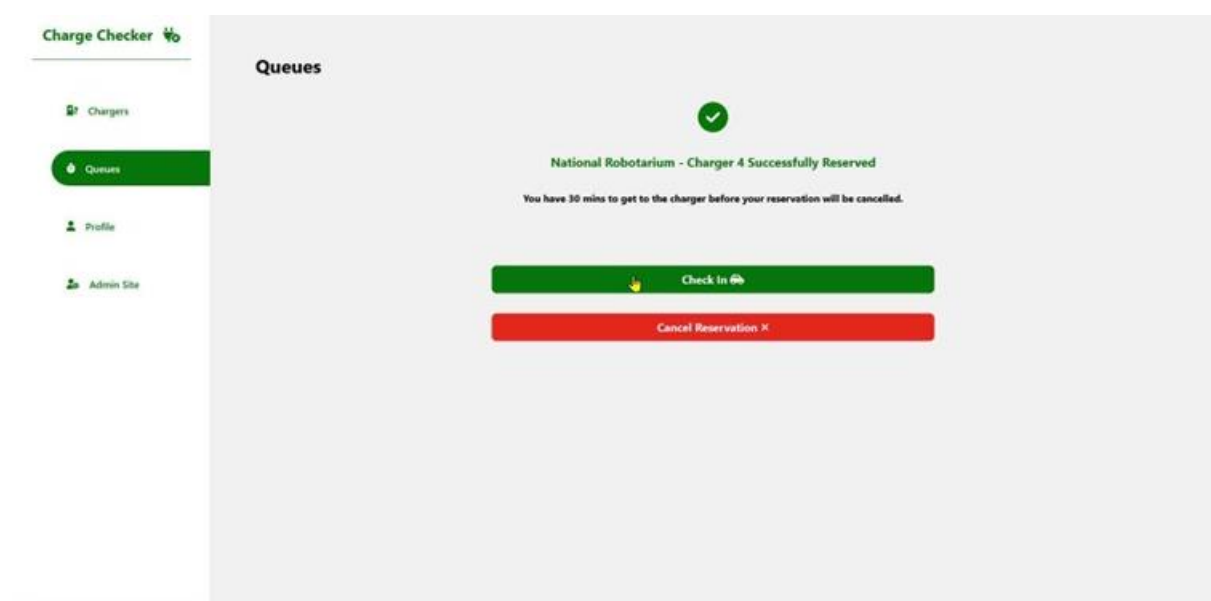 Charge Checker
Queues
Chargers
Queues
Profile
Admin Site
National Robotarium - Charger 4 Successfully Reserved
You have 30 mins to get to the charger before your reservation will be cancelled.
Check In
Cancel Reservation ×